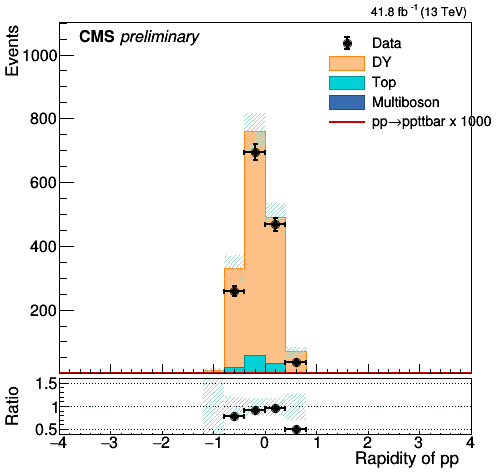 41.8 fb⁻¹ (13 TeV)
CMS preliminary
Events
1000
800
600
400
200
Data
DY
Top
Multiboson
pp→ppttbar x 1000
Ratio
1.5
1
0.5
−4 −3 −2 −1 0 1 2 3 4
Rapidity of pp